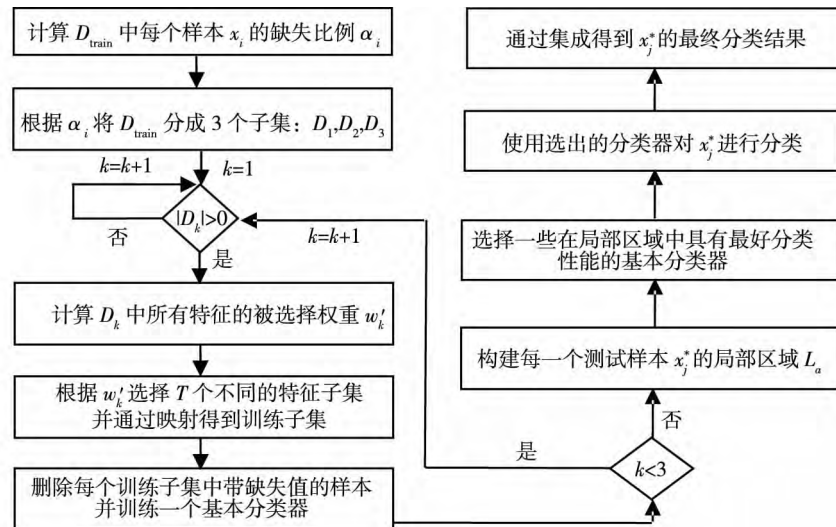 计算 D_train 中每个样本 x_i 的缺失比例 α_i
根据 α_i 将 D_train 分成 3 个子集：D_1,D_2,D_3
k=k+1
k=1
|D_k|>0
否
是
k=k+1
计算 D_k 中所有特征的被选择权重 w'_k
根据 w'_k 选择 T 个不同的特征子集
并通过映射得到训练子集
删除每个训练子集中带缺失值的样本
并训练一个基本分类器
k<3
是
否
构建每一个测试样本 x_j^* 的局部区域 L_a
选择一些在局部区域中具有最好分类
性能的基本分类器
使用选出的分类器对 x_j^* 进行分类
通过集成得到 x_j^* 的最终分类结果